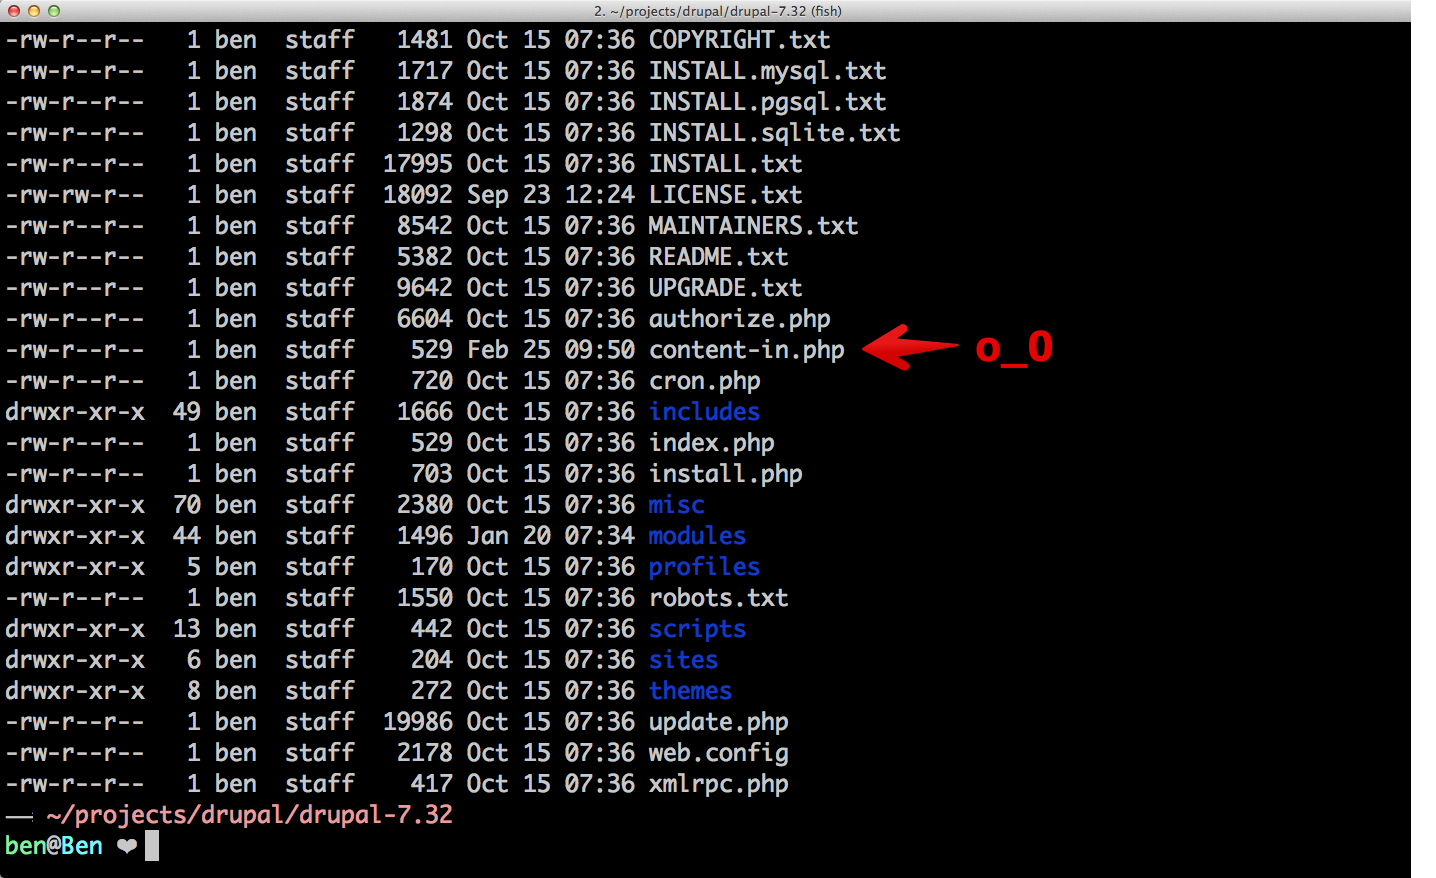 2. ~/projects/drupal/drupal-7.32 (fish)
-rw-r--r-- 1 ben staff 1481 Oct 15 07:36 COPYRIGHT.txt
-rw-r--r-- 1 ben staff 1717 Oct 15 07:36 INSTALL.mysql.txt
-rw-r--r-- 1 ben staff 1874 Oct 15 07:36 INSTALL.pgsql.txt
-rw-r--r-- 1 ben staff 1298 Oct 15 07:36 INSTALL.sqlite.txt
-rw-r--r-- 1 ben staff 17995 Oct 15 07:36 INSTALL.txt
-rw-rw-r-- 1 ben staff 18092 Sep 23 12:24 LICENSE.txt
-rw-r--r-- 1 ben staff 8542 Oct 15 07:36 MAINTAINERS.txt
-rw-r--r-- 1 ben staff 5382 Oct 15 07:36 README.txt
-rw-r--r-- 1 ben staff 9642 Oct 15 07:36 UPGRADE.txt
-rw-r--r-- 1 ben staff 6604 Oct 15 07:36 authorize.php
-rw-r--r-- 1 ben staff 529 Feb 25 09:50 content-in.php o_0
-rw-r--r-- 1 ben staff 720 Oct 15 07:36 cron.php
drwxr-xr-x 49 ben staff 1666 Oct 15 07:36 includes
-rw-r--r-- 1 ben staff 529 Oct 15 07:36 index.php
-rw-r--r-- 1 ben staff 703 Oct 15 07:36 install.php
drwxr-xr-x 70 ben staff 2380 Oct 15 07:36 misc
drwxr-xr-x 44 ben staff 1496 Jan 20 07:34 modules
drwxr-xr-x 5 ben staff 170 Oct 15 07:36 profiles
-rw-r--r-- 1 ben staff 1550 Oct 15 07:36 robots.txt
drwxr-xr-x 13 ben staff 442 Oct 15 07:36 scripts
drwxr-xr-x 6 ben staff 204 Oct 15 07:36 sites
drwxr-xr-x 8 ben staff 272 Oct 15 07:36 themes
-rw-r--r-- 1 ben staff 19986 Oct 15 07:36 update.php
-rw-r--r-- 1 ben staff 2178 Oct 15 07:36 web.config
-rw-r--r-- 1 ben staff 417 Oct 15 07:36 xmlrpc.php
—— ~/projects/drupal/drupal-7.32
ben@Ben ❤